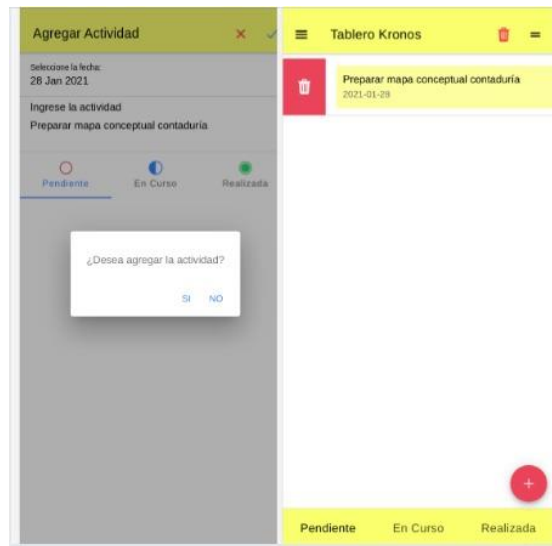 Agregar Actividad
Seleccione la fecha:
28 Jan 2021
Ingrese la actividad
Preparar mapa conceptual contaduría
Pendiente En Curso Realizada
¿Desea agregar la actividad?
SI NO
Tablero Kronos
Preparar mapa conceptual contaduría
2021-01-29
Pendiente En Curso Realizada